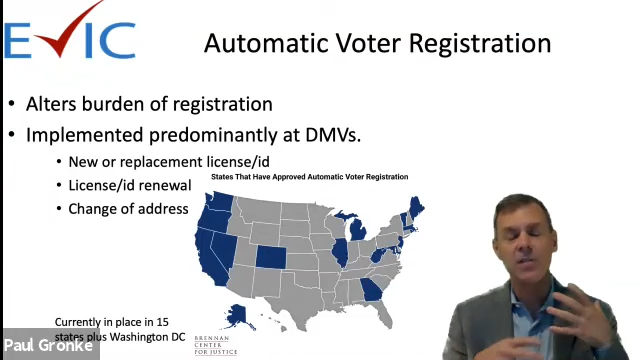 EVIC
Automatic Voter Registration
• Alters burden of registration
• Implemented predominantly at DMVs.
• New or replacement license/id
• License/id renewal
• Change of address
States That Have Approved Automatic Voter Registration
Currently in place in 15
states plus Washington DC
BRENNAN
CENTER
FOR JUSTICE
Paul Gronke